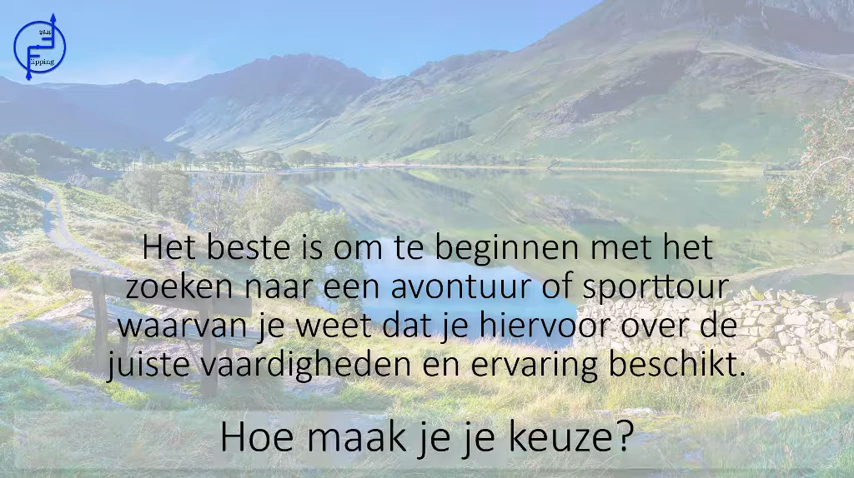 Flipping
Het beste is om te beginnen met het
zoeken naar een avontuur of sporttour
waarvan je weet dat je hiervoor over de
juiste vaardigheden en ervaring beschikt.
Hoe maak je je keuze?